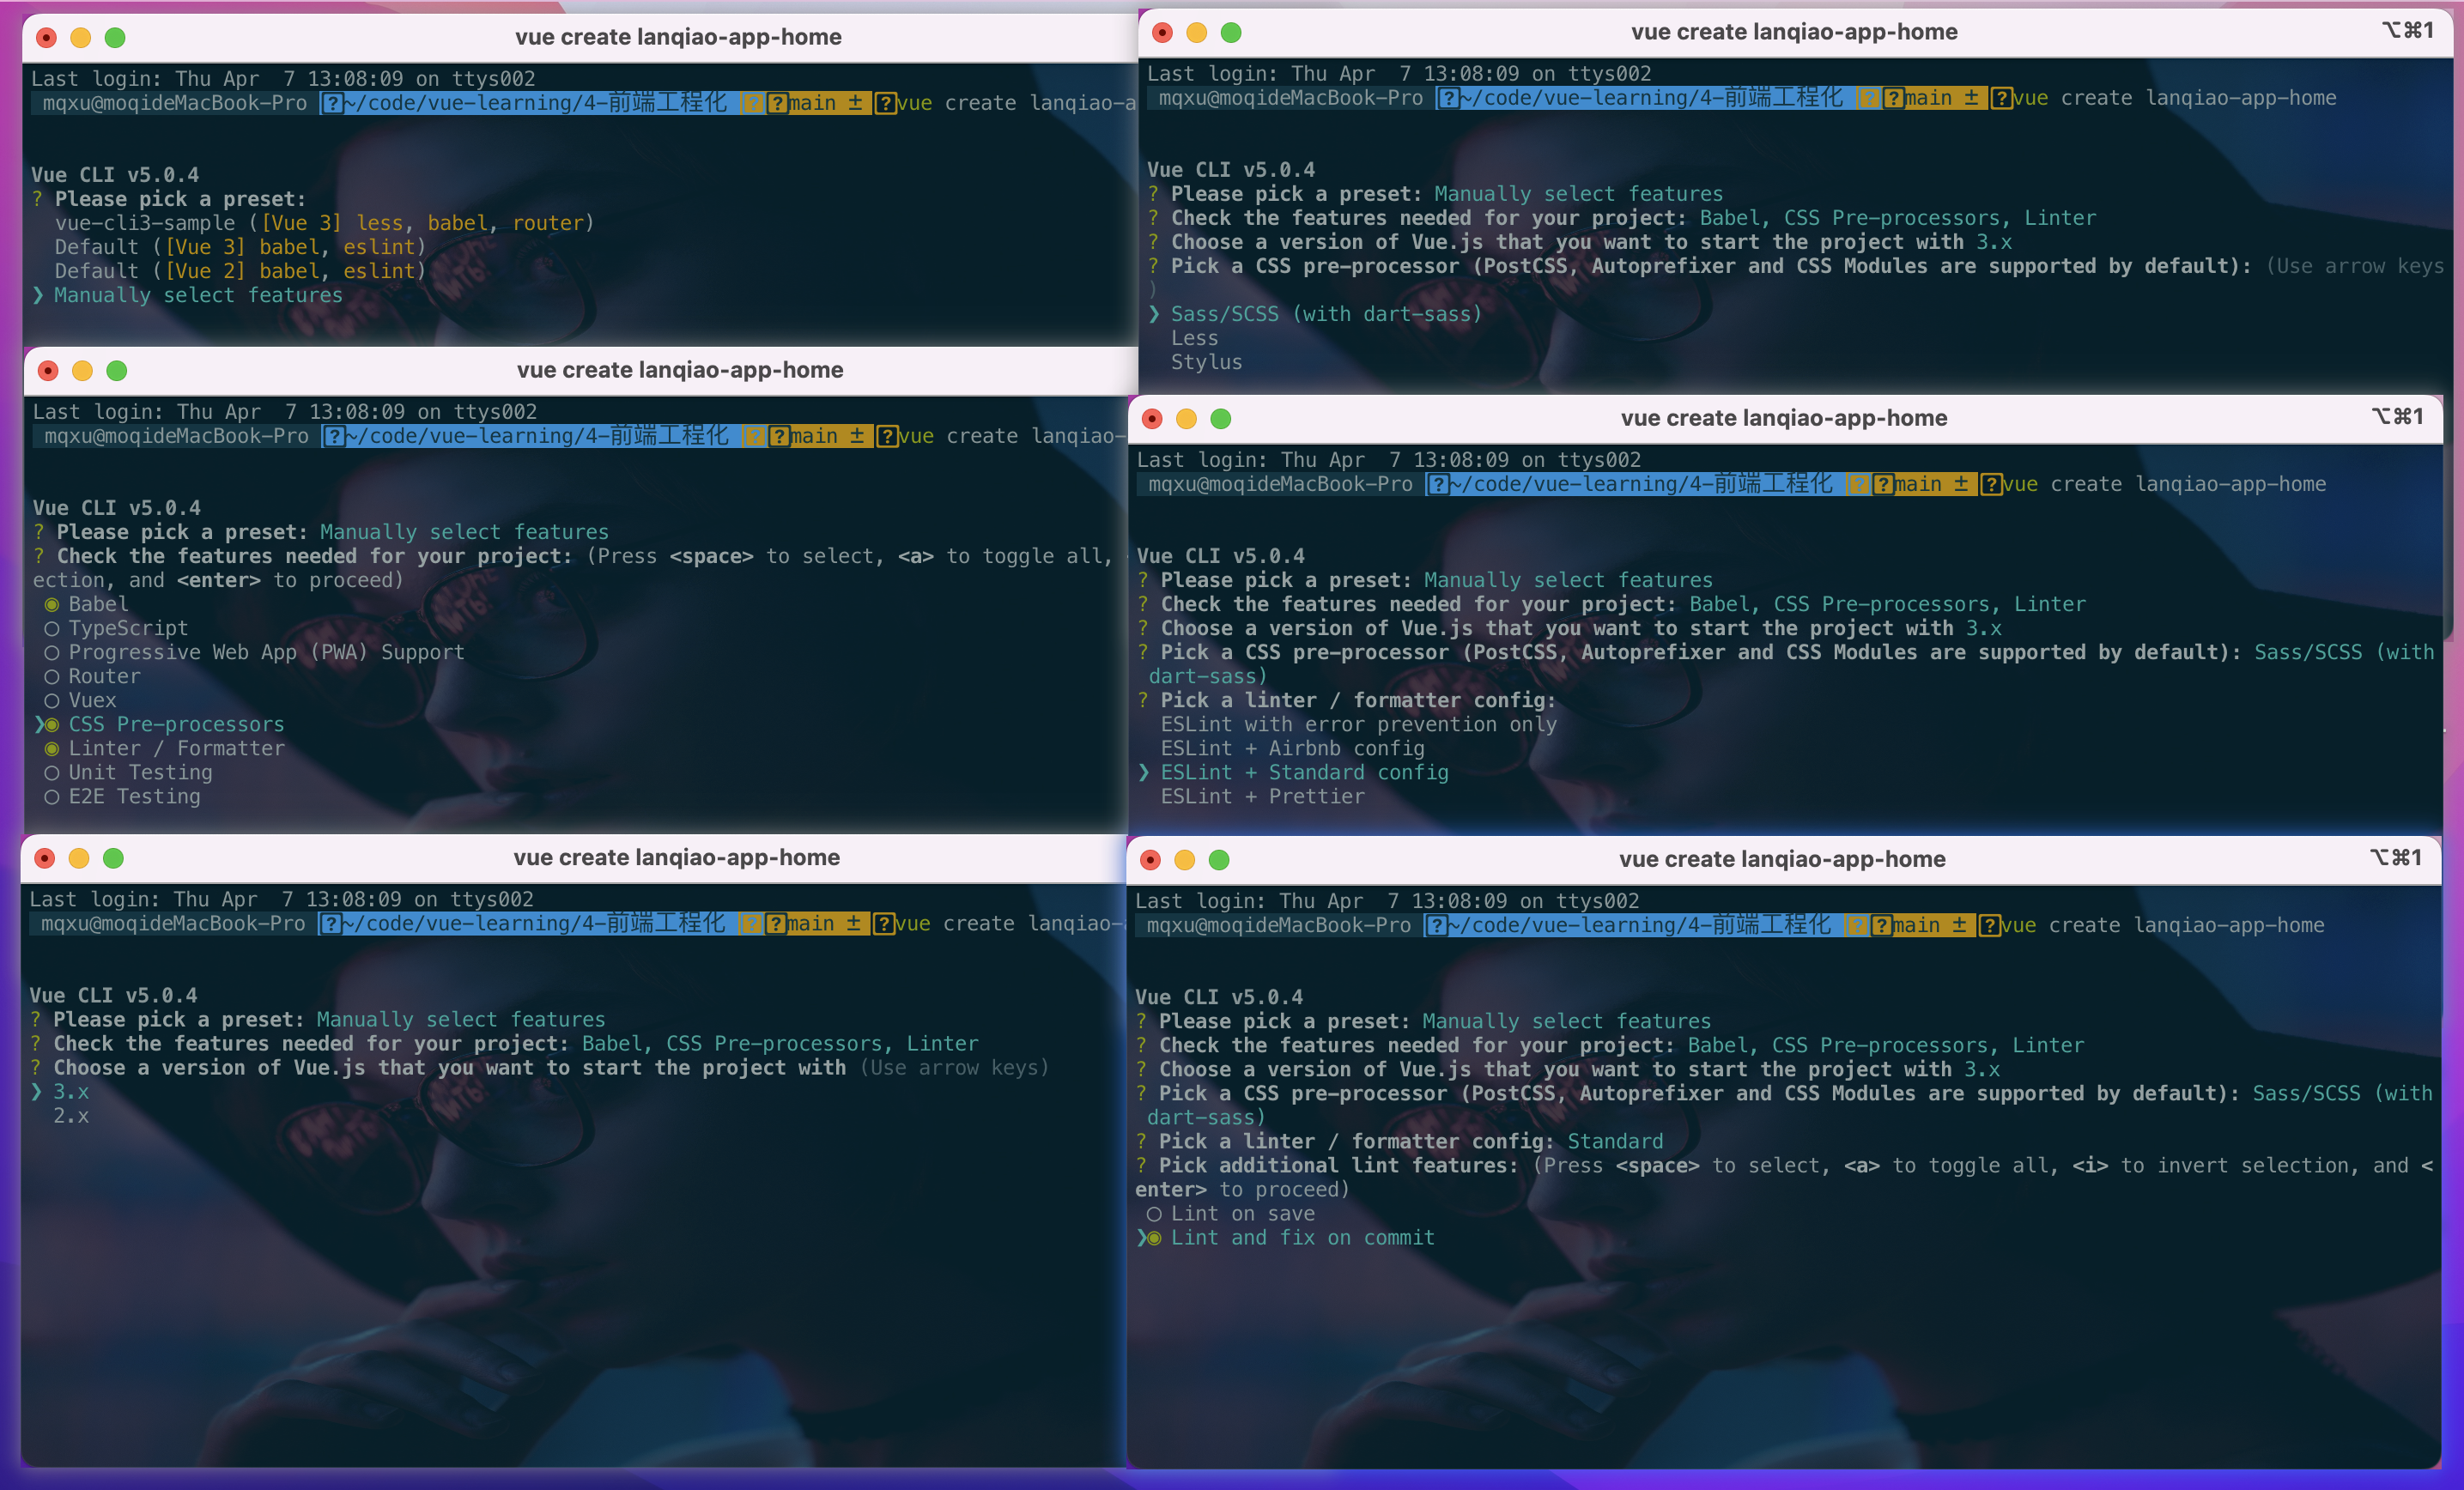 vue create lanqiao-app-home
Last login: Thu Apr  7 13:08:09 on ttys002
mqxu@moqideMacBook-Pro ~/code/vue-learning/4-前端工程化 main ± vue create lanqiao-a
Vue CLI v5.0.4
? Please pick a preset:
vue-cli3-sample ([Vue 3] less, babel, router)
Default ([Vue 3] babel, eslint)
Default ([Vue 2] babel, eslint)
❯ Manually select features
vue create lanqiao-app-home
Last login: Thu Apr  7 13:08:09 on ttys002
mqxu@moqideMacBook-Pro ~/code/vue-learning/4-前端工程化 main ± vue create lanqiao-
Vue CLI v5.0.4
? Please pick a preset: Manually select features
? Check the features needed for your project: (Press <space> to select, <a> to toggle all,
ection, and <enter> to proceed)
◉ Babel
◯ TypeScript
◯ Progressive Web App (PWA) Support
◯ Router
◯ Vuex
❯◉ CSS Pre-processors
◉ Linter / Formatter
◯ Unit Testing
◯ E2E Testing
vue create lanqiao-app-home
Last login: Thu Apr  7 13:08:09 on ttys002
mqxu@moqideMacBook-Pro ~/code/vue-learning/4-前端工程化 main ± vue create lanqiao-
Vue CLI v5.0.4
? Please pick a preset: Manually select features
? Check the features needed for your project: Babel, CSS Pre-processors, Linter
? Choose a version of Vue.js that you want to start the project with (Use arrow keys)
❯ 3.x
2.x
vue create lanqiao-app-home ⌥⌘1
Last login: Thu Apr  7 13:08:09 on ttys002
mqxu@moqideMacBook-Pro ~/code/vue-learning/4-前端工程化 main ± vue create lanqiao-app-home
Vue CLI v5.0.4
? Please pick a preset: Manually select features
? Check the features needed for your project: Babel, CSS Pre-processors, Linter
? Choose a version of Vue.js that you want to start the project with 3.x
? Pick a CSS pre-processor (PostCSS, Autoprefixer and CSS Modules are supported by default): (Use arrow keys
)
❯ Sass/SCSS (with dart-sass)
Less
Stylus
vue create lanqiao-app-home ⌥⌘1
Last login: Thu Apr  7 13:08:09 on ttys002
mqxu@moqideMacBook-Pro ~/code/vue-learning/4-前端工程化 main ± vue create lanqiao-app-home
Vue CLI v5.0.4
? Please pick a preset: Manually select features
? Check the features needed for your project: Babel, CSS Pre-processors, Linter
? Choose a version of Vue.js that you want to start the project with 3.x
? Pick a CSS pre-processor (PostCSS, Autoprefixer and CSS Modules are supported by default): Sass/SCSS (with
dart-sass)
? Pick a linter / formatter config:
ESLint with error prevention only
ESLint + Airbnb config
❯ ESLint + Standard config
ESLint + Prettier
vue create lanqiao-app-home ⌥⌘1
Last login: Thu Apr  7 13:08:09 on ttys002
mqxu@moqideMacBook-Pro ~/code/vue-learning/4-前端工程化 main ± vue create lanqiao-app-home
Vue CLI v5.0.4
? Please pick a preset: Manually select features
? Check the features needed for your project: Babel, CSS Pre-processors, Linter
? Choose a version of Vue.js that you want to start the project with 3.x
? Pick a CSS pre-processor (PostCSS, Autoprefixer and CSS Modules are supported by default): Sass/SCSS (with
dart-sass)
? Pick a linter / formatter config: Standard
? Pick additional lint features: (Press <space> to select, <a> to toggle all, <i> to invert selection, and <
enter> to proceed)
◯ Lint on save
❯◉ Lint and fix on commit